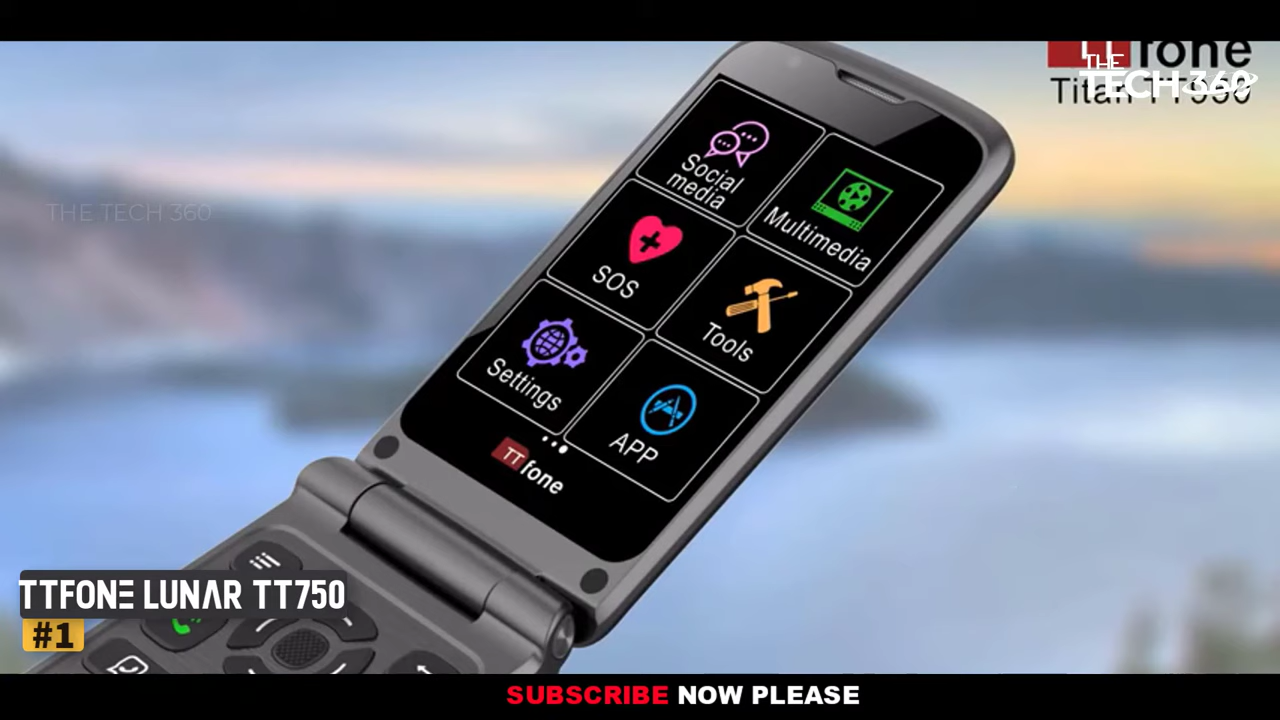 TTfone
THE
TECH 360
Titan TT950
THE TECH 360
Social
media
Multimedia
SOS
Tools
Settings
APP
TTfone
TTFONE LUNAR TT750
#1
SUBSCRIBE NOW PLEASE